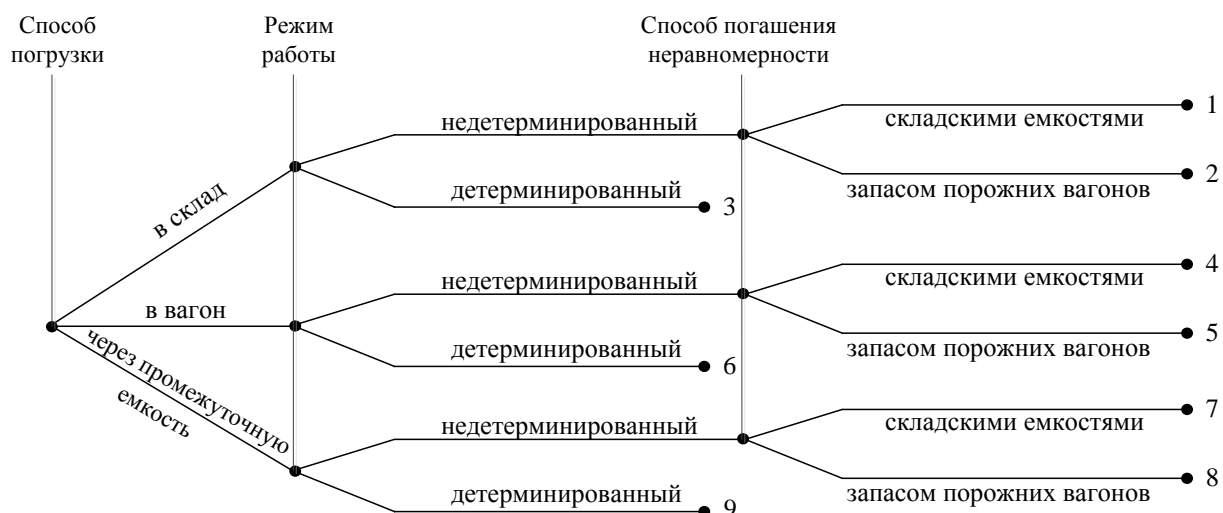 Способ
погрузки
Режим
работы
Способ погашения
неравномерности
недетерминированный
складскими емкостями
1
запасом порожних вагонов
2
детерминированный
3
в склад
недетерминированный
складскими емкостями
4
запасом порожних вагонов
5
в вагон
детерминированный
6
через промежуточную
емкость
недетерминированный
складскими емкостями
7
запасом порожних вагонов
8
детерминированный
9